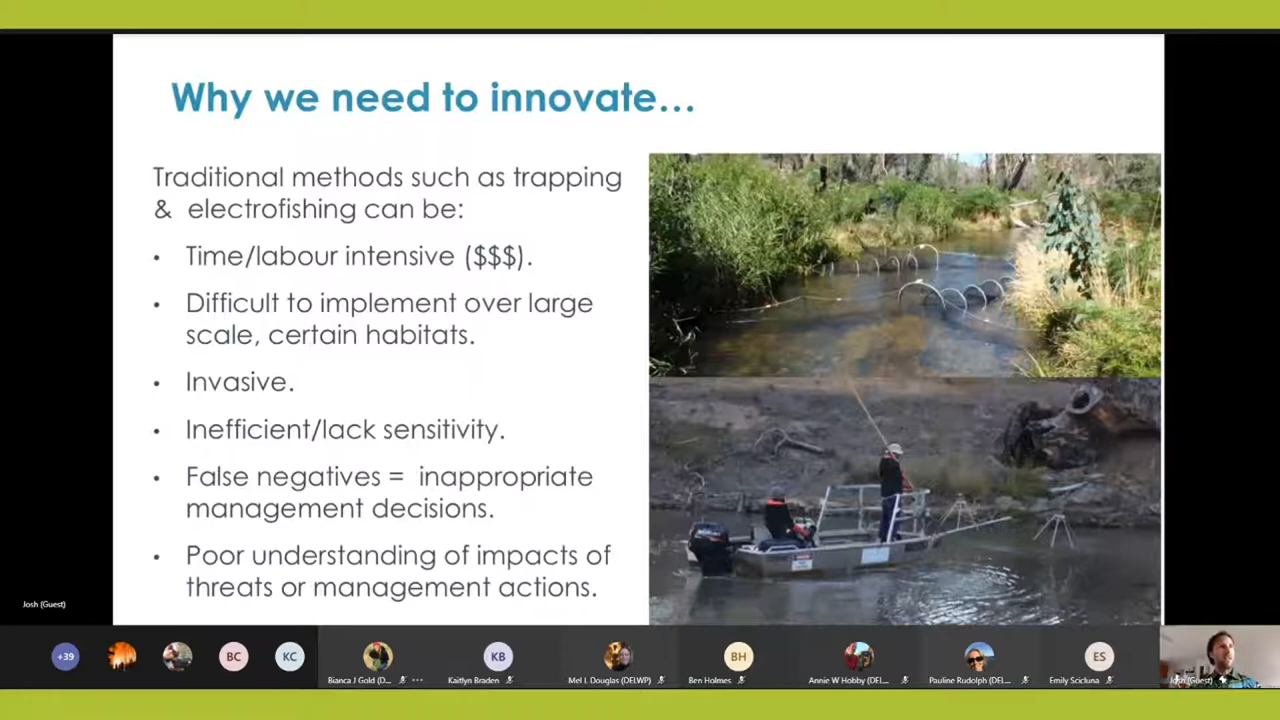 Why we need to innovate...
Traditional methods such as trapping
& electrofishing can be:
• Time/labour intensive ($$$).
• Difficult to implement over large
scale, certain habitats.
• Invasive.
• Inefficient/lack sensitivity.
• False negatives = inappropriate
management decisions.
• Poor understanding of impacts of
threats or management actions.
Josh (Guest)
+39
BC
KC
KB
BH
ES
Bianca J Gold (D...
Kaitlyn Braden
Mel I. Douglas (DELWP)
Ben Holmes
Annie W Hobby (DEL...
Pauline Rudolph (DEL...
Emily Scicluna
Josh (Guest)